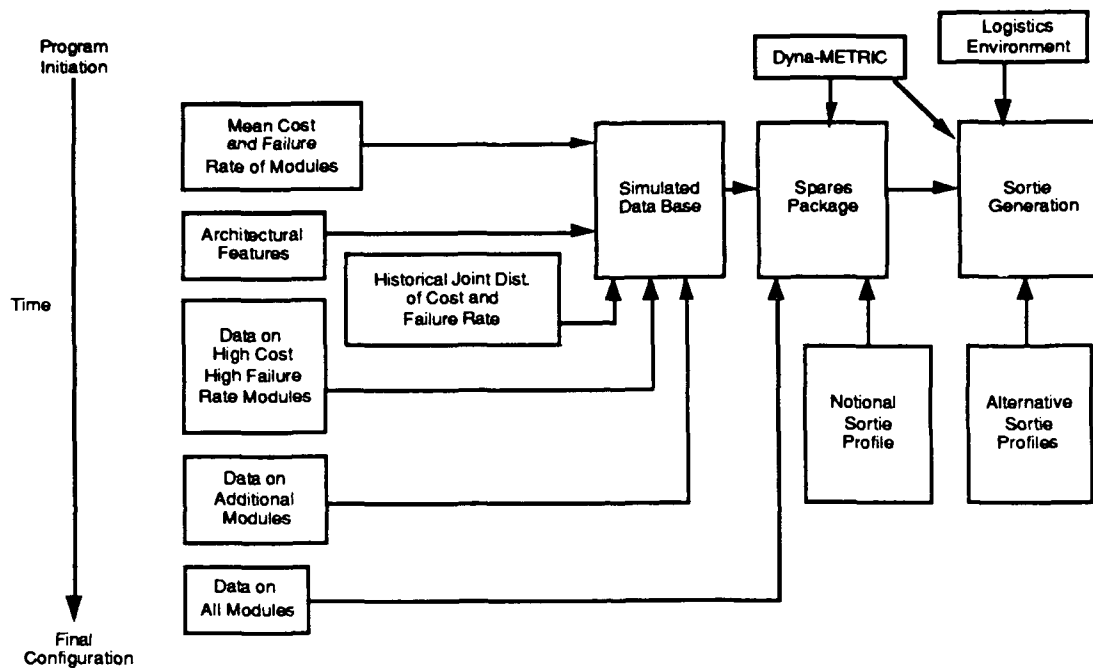 Program
Initiation
Time
Final
Configuration
Mean Cost
and Failure
Rate of Modules
Architectural
Features
Historical Joint Dist.
of Cost and
Failure Rate
Data on
High Cost
High Failure
Rate Modules
Data on
Additional
Modules
Data on
All Modules
Simulated
Data Base
Dyna-METRIC
Spares
Package
Logistics
Environment
Sortie
Generation
Notional
Sortie
Profile
Alternative
Sortie
Profiles